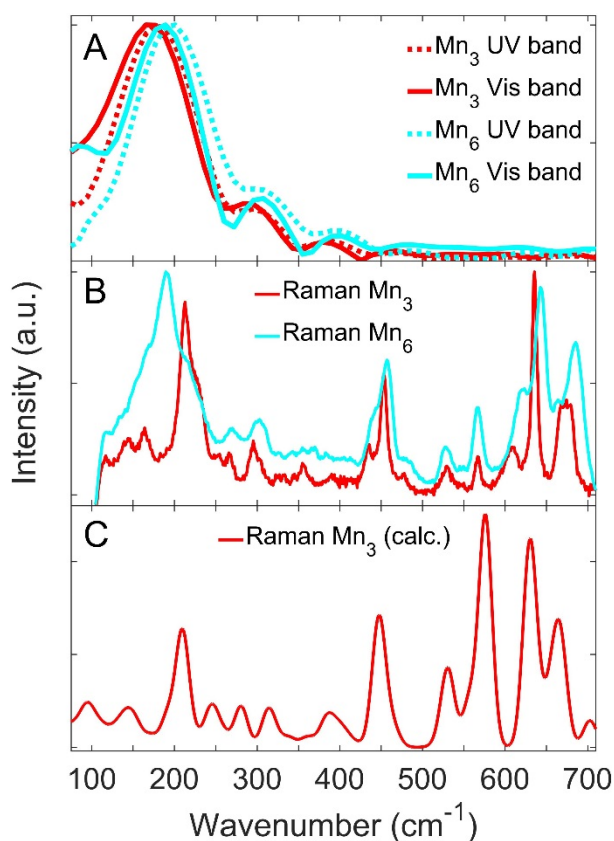 A
Mn₃ UV band
Mn₃ Vis band
Mn₆ UV band
Mn₆ Vis band
B
Raman Mn₃
Raman Mn₆
C
Raman Mn₃ (calc.)
Intensity (a.u.)
100 200 300 400 500 600 700
Wavenumber (cm⁻¹)